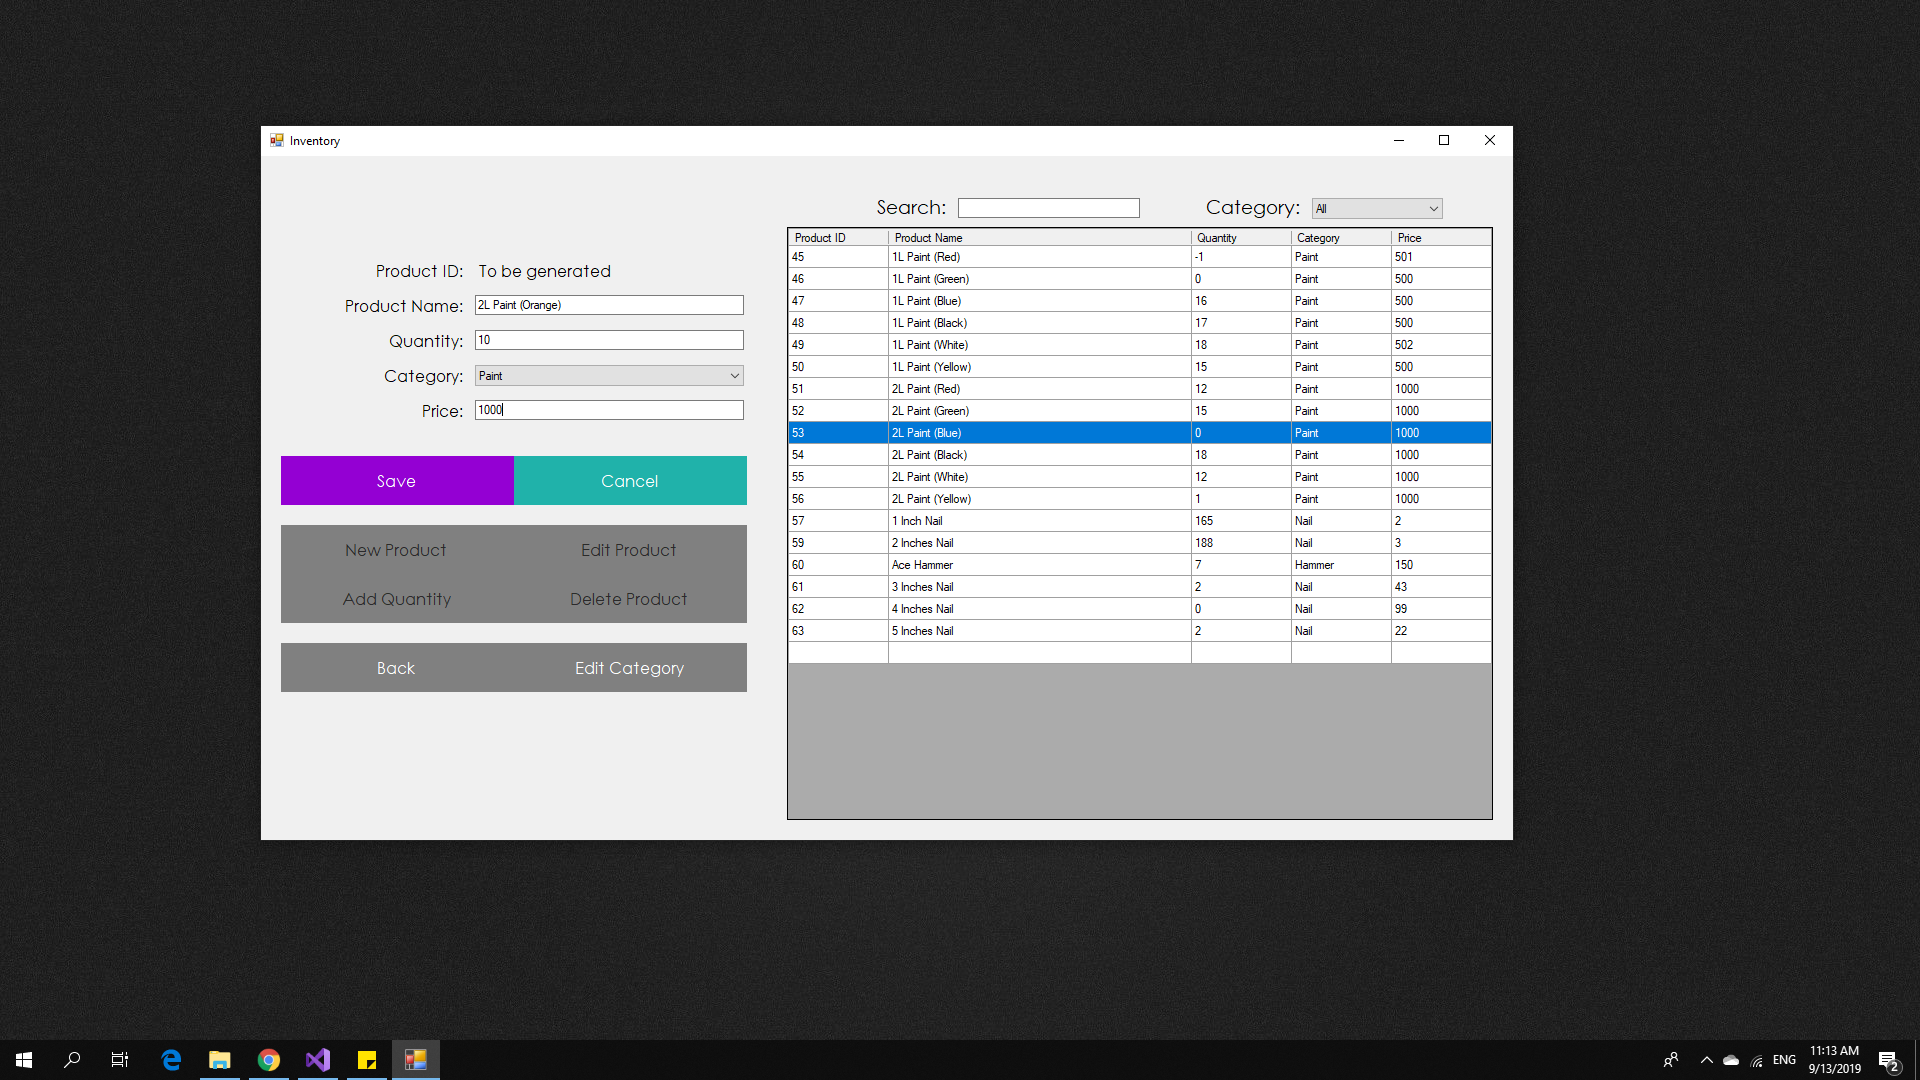 Inventory
Search: Category: All
Product ID: To be generated
Product Name: 2L Paint (Orange)
Quantity: 10
Category: Paint
Price: 1000
Save Cancel
New Product Edit Product
Add Quantity Delete Product
Back Edit Category
Product ID Product Name Quantity Category Price
45 1L Paint (Red) -1 Paint 501
46 1L Paint (Green) 0 Paint 500
47 1L Paint (Blue) 16 Paint 500
48 1L Paint (Black) 17 Paint 500
49 1L Paint (White) 18 Paint 502
50 1L Paint (Yellow) 15 Paint 500
51 2L Paint (Red) 12 Paint 1000
52 2L Paint (Green) 15 Paint 1000
53 2L Paint (Blue) 0 Paint 1000
54 2L Paint (Black) 18 Paint 1000
55 2L Paint (White) 12 Paint 1000
56 2L Paint (Yellow) 1 Paint 1000
57 1 Inch Nail 165 Nail 2
59 2 Inches Nail 188 Nail 3
60 Ace Hammer 7 Hammer 150
61 3 Inches Nail 2 Nail 43
62 4 Inches Nail 0 Nail 99
63 5 Inches Nail 2 Nail 22
ENG
11:13 AM
9/13/2019
2